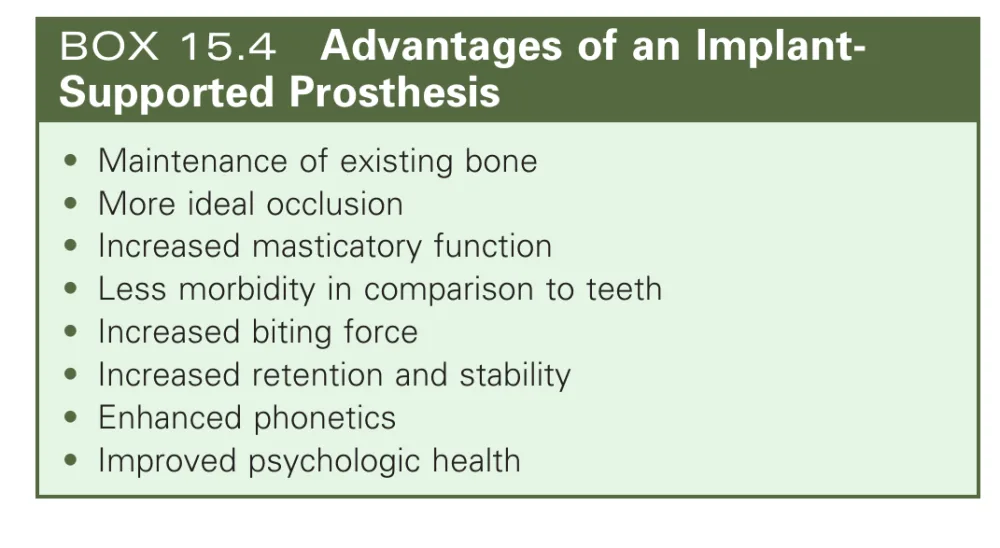 BOX 15.4 Advantages of an Implant-
Supported Prosthesis
• Maintenance of existing bone
• More ideal occlusion
• Increased masticatory function
• Less morbidity in comparison to teeth
• Increased biting force
• Increased retention and stability
• Enhanced phonetics
• Improved psychologic health